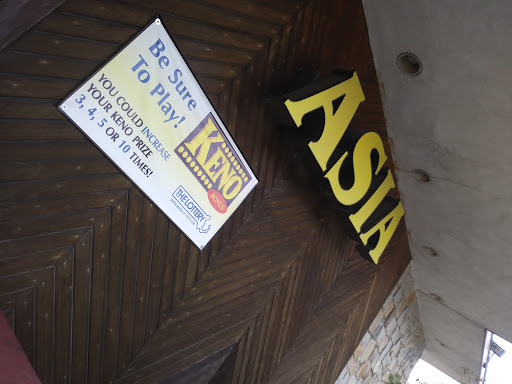 ASIA
Be Sure
To Play!
KENO
BONUS
YOU COULD INCREASE
YOUR KENO PRIZE
3, 4, 5 OR 10 TIMES!
THE LOTTERY